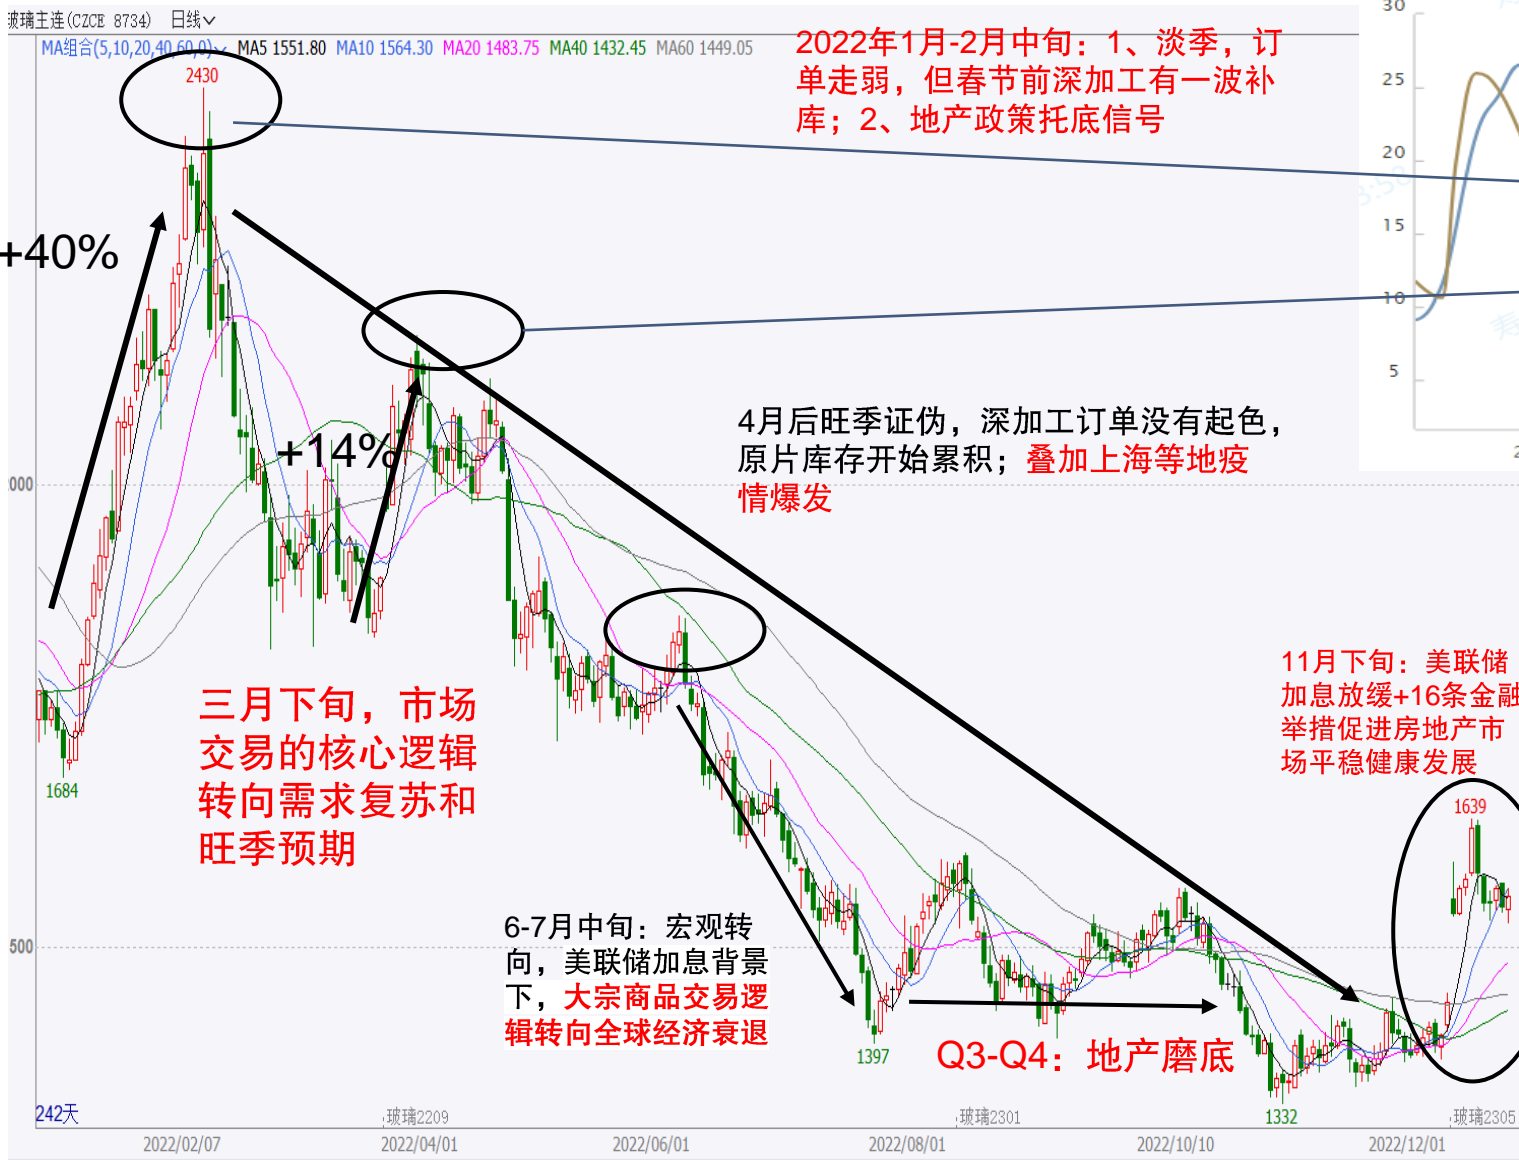 玻璃主连(CZCE 8734) 日线
MA组合(5,10,20,40,60,0) MA5 1551.80 MA10 1564.30 MA20 1483.75 MA40 1432.45 MA60 1449.05
2430
2022年1月-2月中旬：1、淡季，订
单走弱，但春节前深加工有一波补
库；2、地产政策托底信号
30
25
20
15
10
5
+40%
+14%
4月后旺季证伪，深加工订单没有起色，
原片库存开始累积；叠加上海等地疫
情爆发
000
1684
三月下旬，市场
交易的核心逻辑
转向需求复苏和
旺季预期
11月下旬：美联储
加息放缓+16条金融
举措促进房地产市
场平稳健康发展
1639
6-7月中旬：宏观转
向，美联储加息背景
下，大宗商品交易逻
辑转向全球经济衰退
500
1397
Q3-Q4：地产磨底
1332
242天
玻璃2209
玻璃2301
玻璃2305
2022/02/07
2022/04/01
2022/06/01
2022/08/01
2022/10/10
2022/12/01